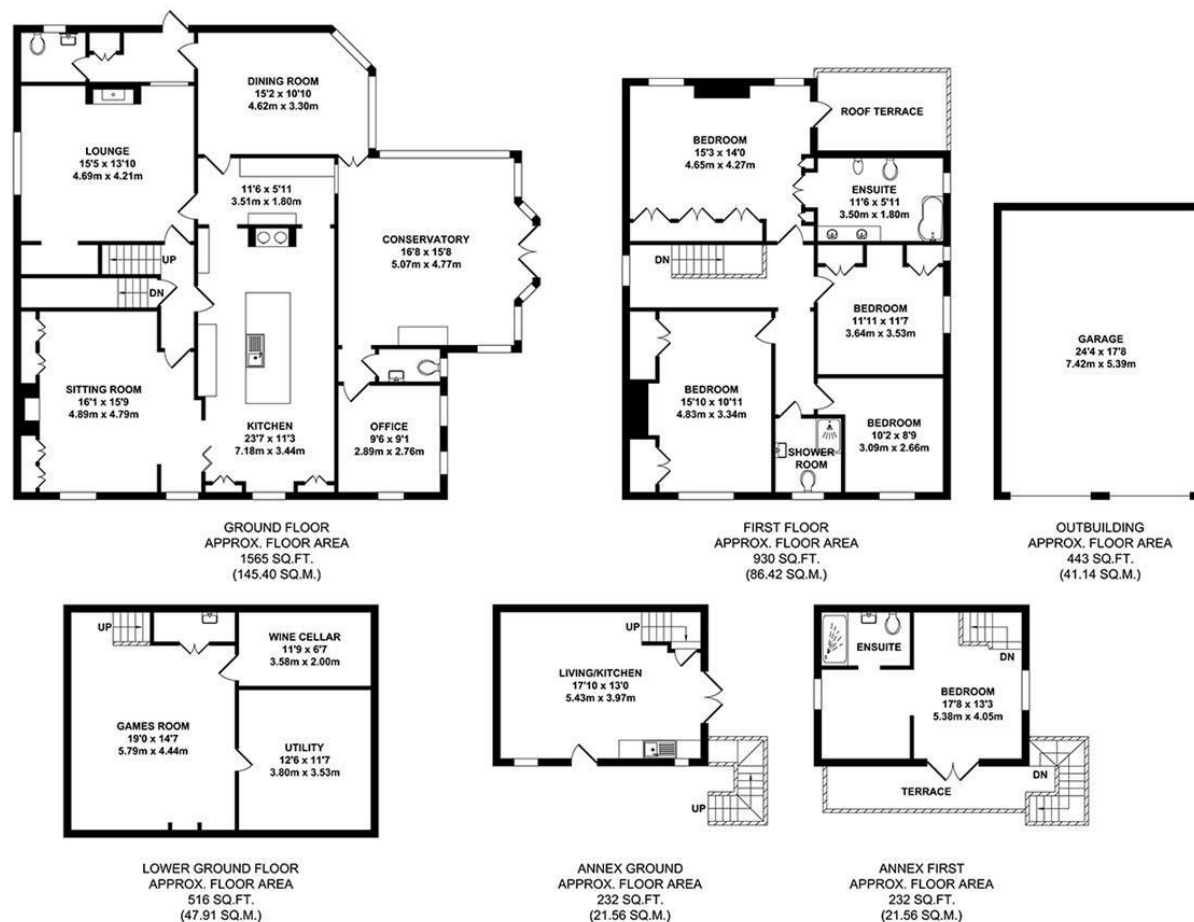 DINING ROOM
15'2 x 10'10
4.62m x 3.30m
LOUNGE
15'5 x 13'10
4.69m x 4.21m
11'6 x 5'11
3.51m x 1.80m
CONSERVATORY
16'8 x 15'8
5.07m x 4.77m
UP
DN
SITTING ROOM
16'1 x 15'9
4.89m x 4.79m
KITCHEN
23'7 x 11'3
7.18m x 3.44m
OFFICE
9'6 x 9'1
2.89m x 2.76m
GROUND FLOOR
APPROX. FLOOR AREA
1565 SQ.FT.
(145.40 SQ.M.)
ROOF TERRACE
BEDROOM
15'3 x 14'0
4.65m x 4.27m
ENSUITE
11'6 x 5'11
3.50m x 1.80m
DN
BEDROOM
11'11 x 11'7
3.64m x 3.53m
BEDROOM
15'10 x 10'11
4.83m x 3.34m
BEDROOM
10'2 x 8'9
3.09m x 2.66m
SHOWER
ROOM
FIRST FLOOR
APPROX. FLOOR AREA
930 SQ.FT.
(86.42 SQ.M.)
GARAGE
24'4 x 17'8
7.42m x 5.39m
OUTBUILDING
APPROX. FLOOR AREA
443 SQ.FT.
(41.14 SQ.M.)
UP
WINE CELLAR
11'9 x 6'7
3.58m x 2.00m
GAMES ROOM
19'0 x 14'7
5.79m x 4.44m
UTILITY
12'6 x 11'7
3.80m x 3.53m
LOWER GROUND FLOOR
APPROX. FLOOR AREA
516 SQ.FT.
(47.91 SQ.M.)
UP
LIVING/KITCHEN
17'10 x 13'0
5.43m x 3.97m
UP
ANNEX GROUND
APPROX. FLOOR AREA
232 SQ.FT.
(21.56 SQ.M.)
ENSUITE
DN
BEDROOM
17'8 x 13'3
5.38m x 4.05m
DN
TERRACE
ANNEX FIRST
APPROX. FLOOR AREA
232 SQ.FT.
(21.56 SQ.M.)